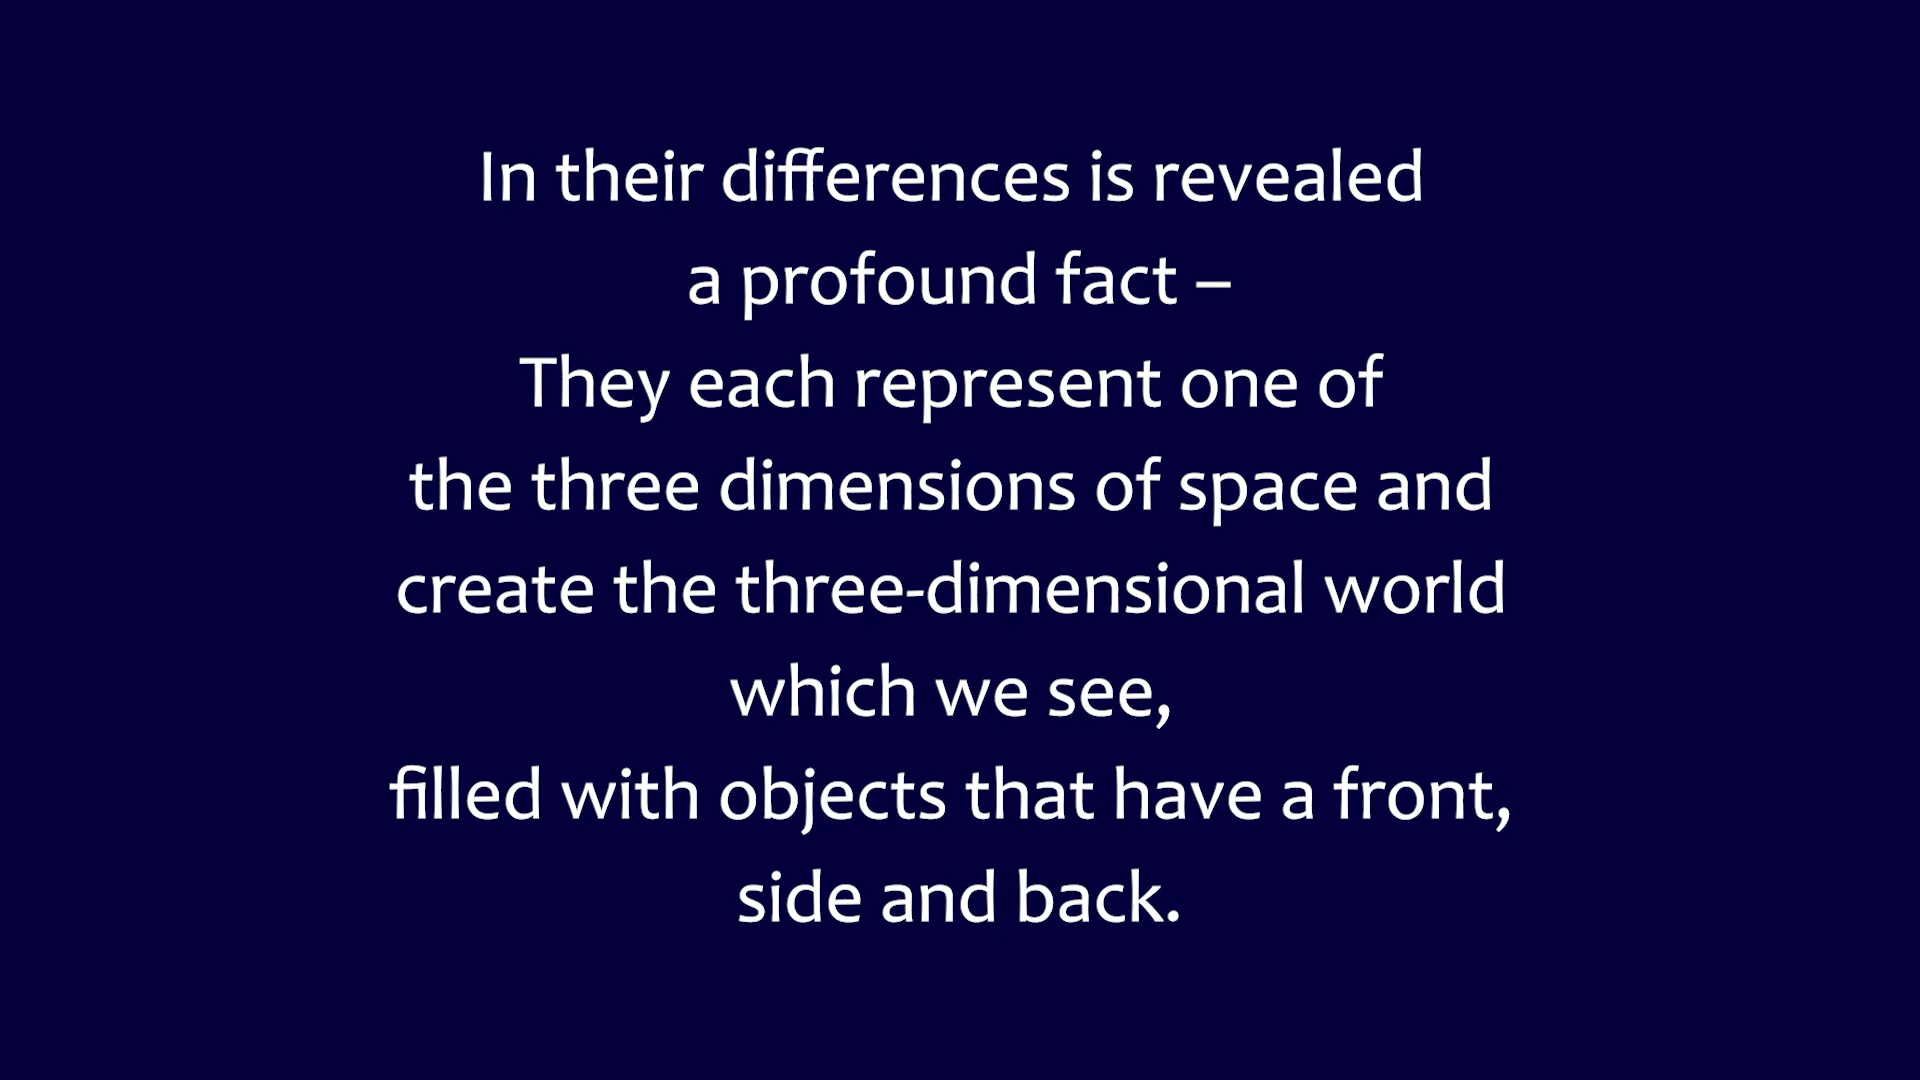 In their differences is revealed
a profound fact –
They each represent one of
the three dimensions of space and
create the three-dimensional world
which we see,
filled with objects that have a front,
side and back.